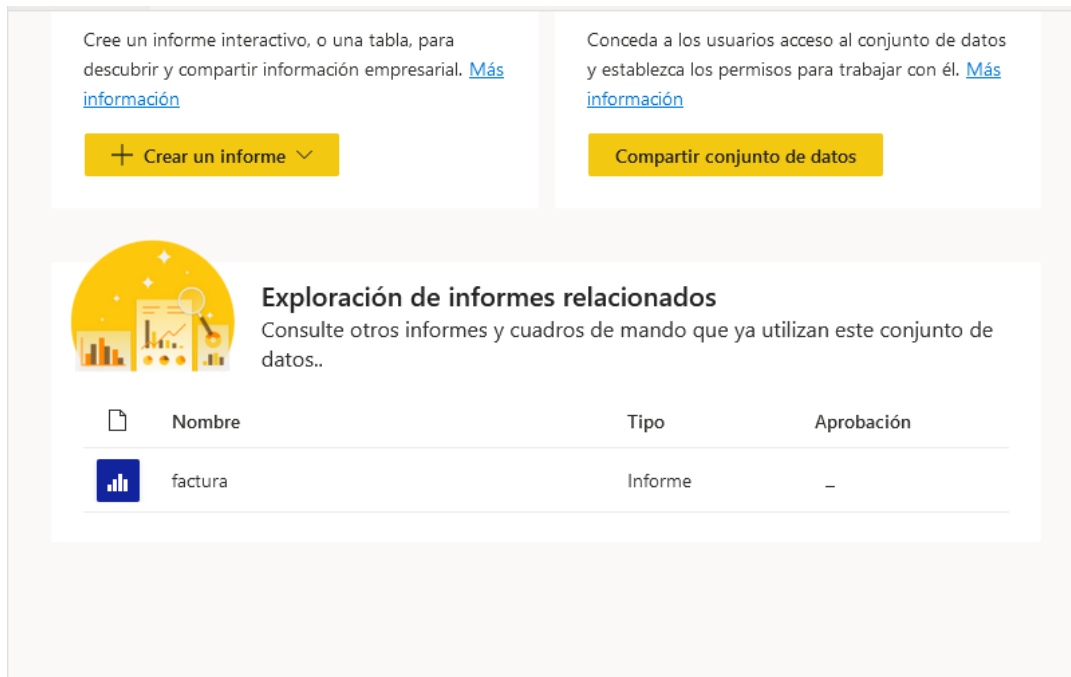 Cree un informe interactivo, o una tabla, para
descubrir y compartir información empresarial. Más
información
+ Crear un informe
Conceda a los usuarios acceso al conjunto de datos
y establezca los permisos para trabajar con él. Más
información
Compartir conjunto de datos
Exploración de informes relacionados
Consulte otros informes y cuadros de mando que ya utilizan este conjunto de
datos..
Nombre Tipo Aprobación
factura Informe –